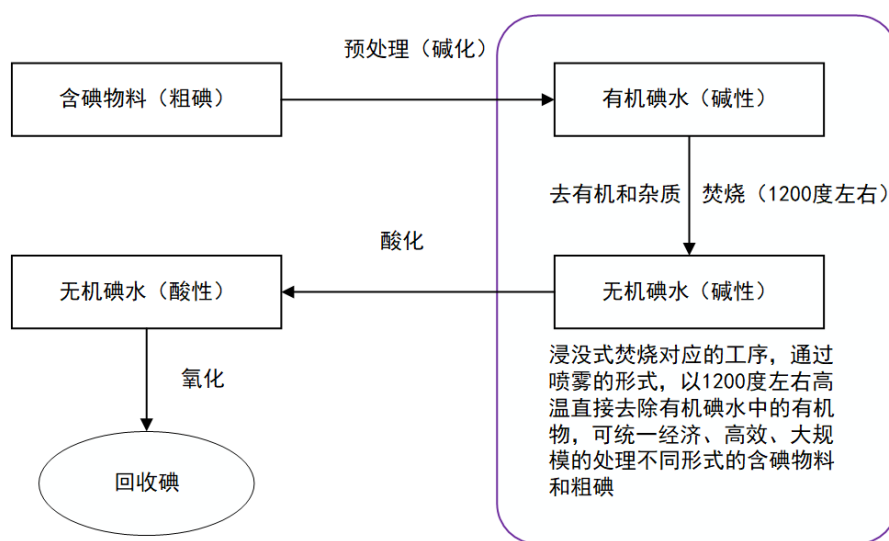 预处理（碱化）
含碘物料（粗碘）
有机碘水（碱性）
去有机和杂质
焚烧（1200度左右）
酸化
无机碘水（酸性）
无机碘水（碱性）
氧化
浸没式焚烧对应的工序，通过
喷雾的形式，以1200度左右高
温直接去除有机碘水中的有机
物，可统一经济、高效、大规
模的处理不同形式的含碘物料
和粗碘
回收碘